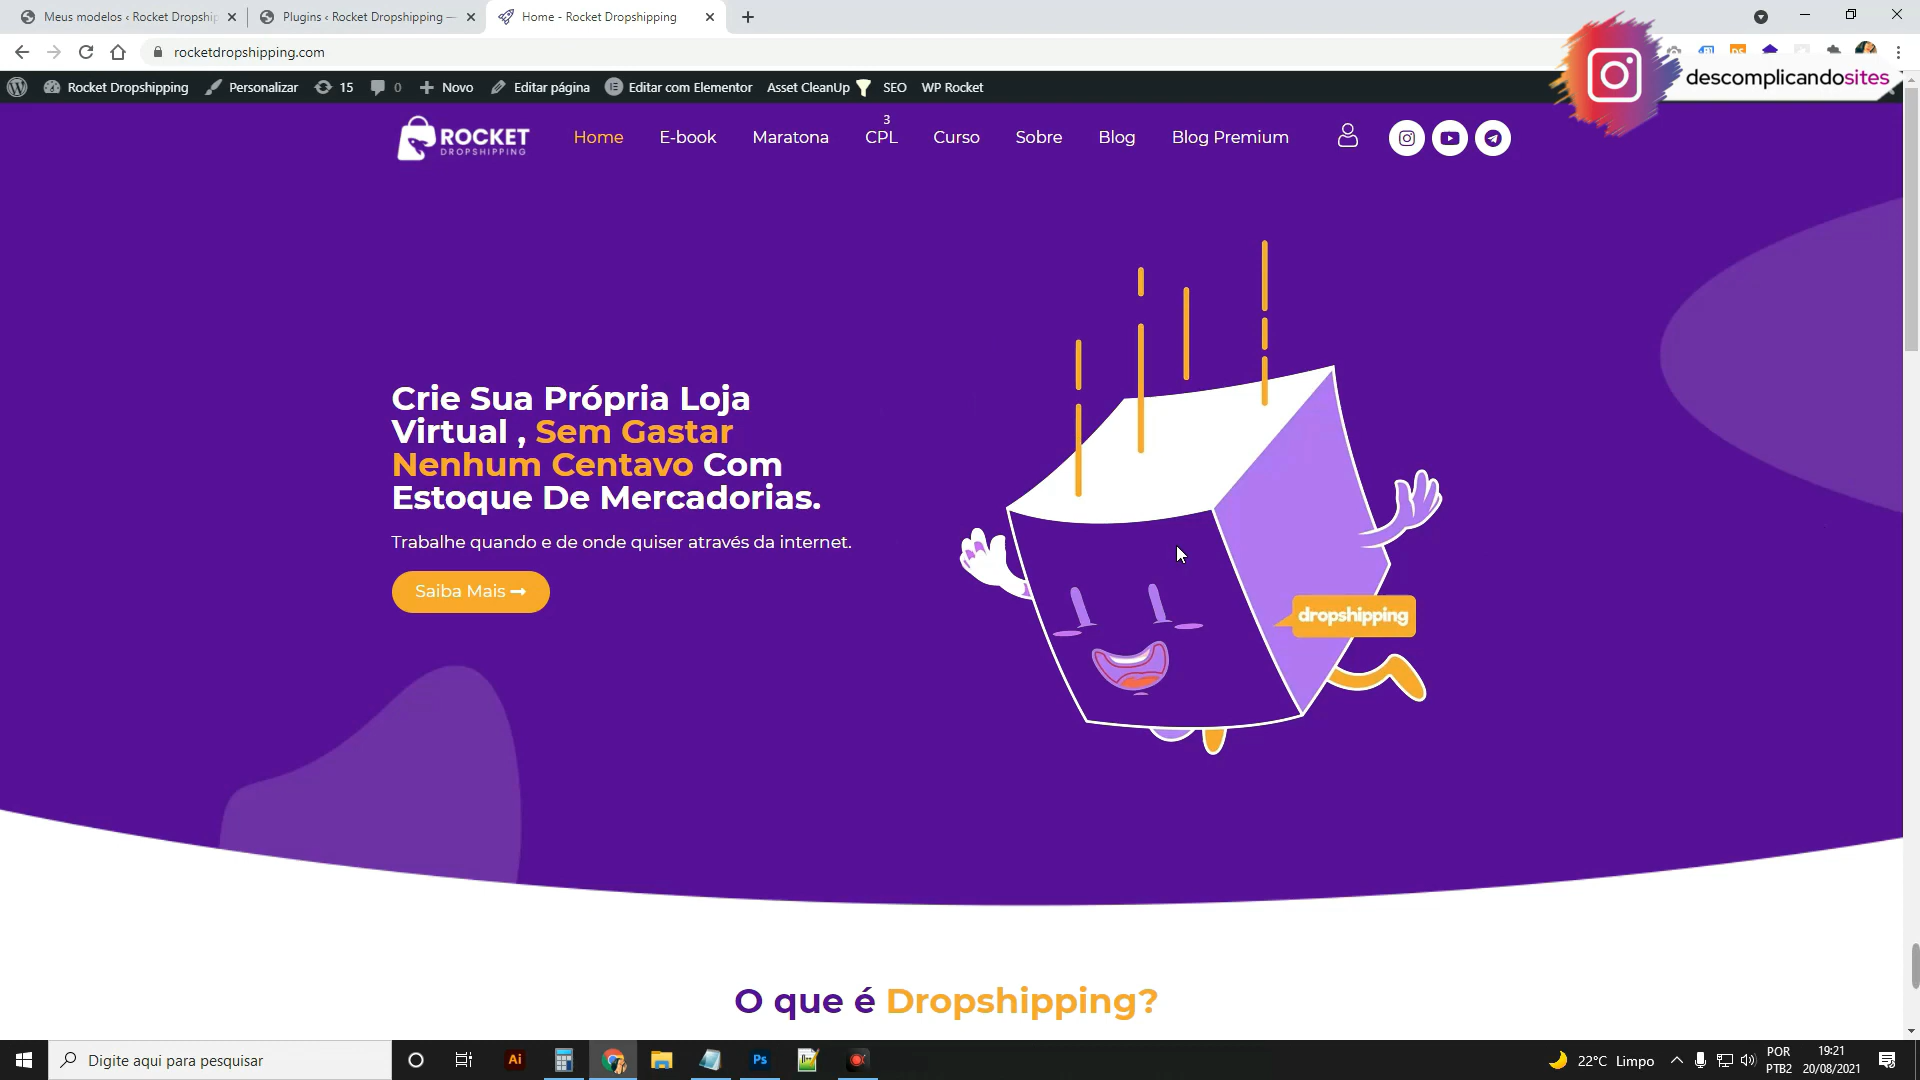 Meus modelos ‹ Rocket Dropship
Plugins ‹ Rocket Dropshipping —
Home - Rocket Dropshipping
rocketdropshipping.com
descomplicandosites
Rocket Dropshipping
Personalizar
15
0
Novo
Editar página
Editar com Elementor
Asset CleanUp
SEO
WP Rocket
ROCKET
DROPSHIPPING
Home
E-book
Maratona
3
CPL
Curso
Sobre
Blog
Blog Premium
Crie Sua Própria Loja
Virtual , Sem Gastar
Nenhum Centavo Com
Estoque De Mercadorias.
Trabalhe quando e de onde quiser através da internet.
Saiba Mais ➞
dropshipping
O que é Dropshipping?
Digite aqui para pesquisar
Ai
Ps
22°C Limpo
POR
PTB2
19:21
20/08/2021